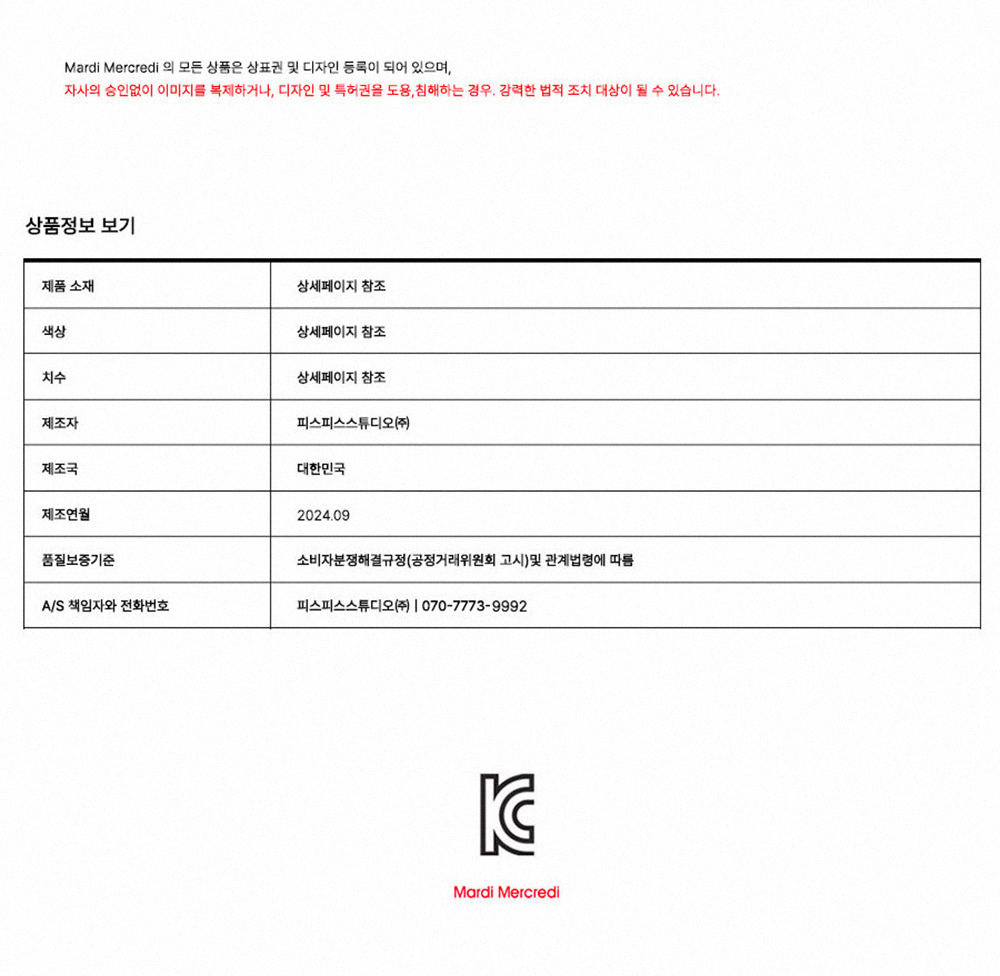 Mardi Mercredi 의 모든 상품은 상표권 및 디자인 등록이 되어 있으며,
자사의 승인없이 이미지를 복제하거나, 디자인 및 특허권을 도용,침해하는 경우. 강력한 법적 조치 대상이 될 수 있습니다.
상품정보 보기
제품 소재 상세페이지 참조
색상 상세페이지 참조
치수 상세페이지 참조
제조자 피스피스스튜디오㈜
제조국 대한민국
제조연월 2024.09
품질보증기준 소비자분쟁해결규정(공정거래위원회 고시)및 관계법령에 따름
A/S 책임자와 전화번호 피스피스스튜디오㈜ | 070-7773-9992
KC
Mardi Mercredi